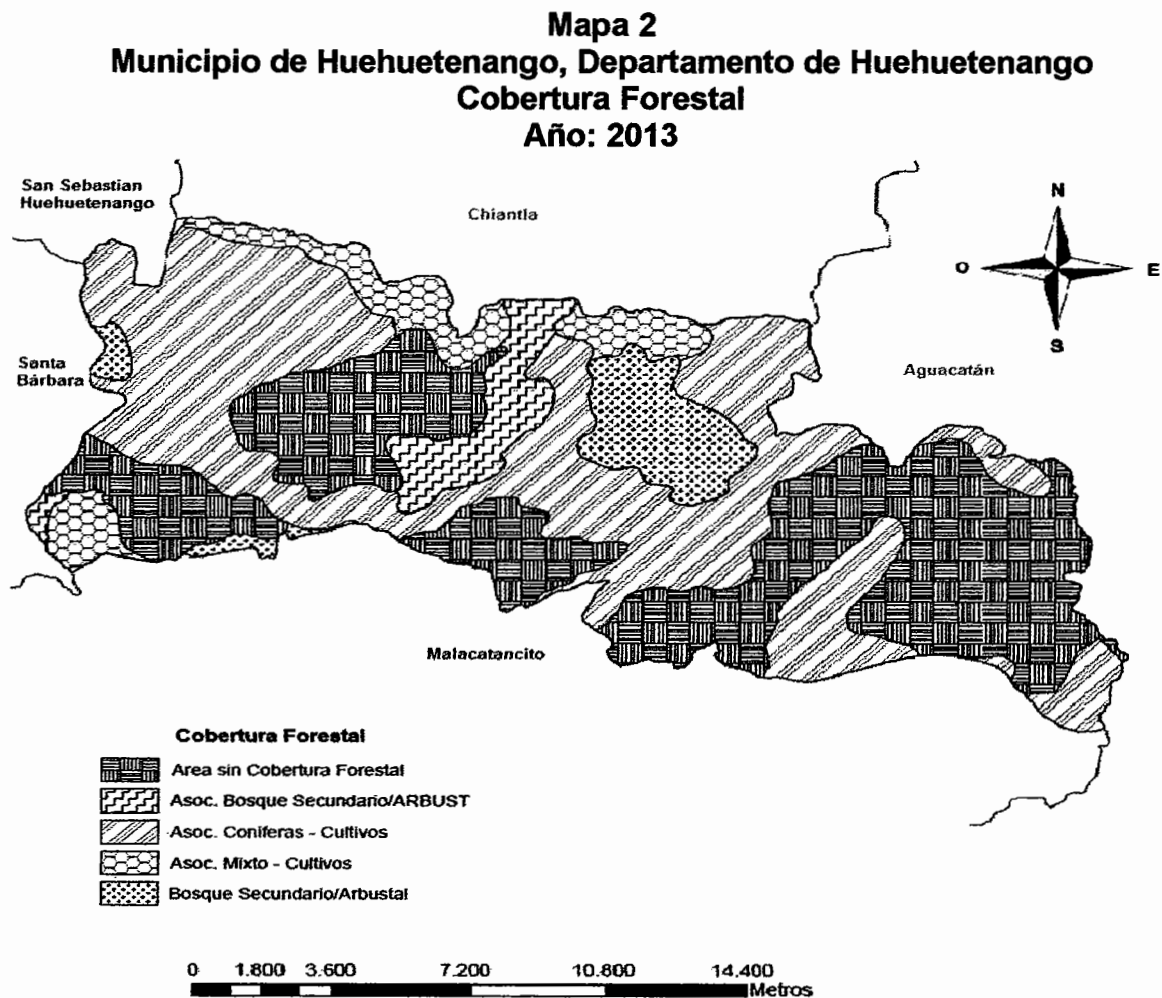 Mapa 2
Municipio de Huehuetenango, Departamento de Huehuetenango
Cobertura Forestal
Año: 2013
San Sebastian
Huehuetenango
Chiantla
N
O
E
S
Santa
Bárbara
Aguacatán
Malacatancito
Cobertura Forestal
Area sin Cobertura Forestal
Asoc. Bosque Secundario/ARBUST
Asoc. Coniferas - Cultivos
Asoc. Mixto - Cultivos
Bosque Secundario/Arbustal
0 1.800 3.600 7.200 10.800 14.400
Metros